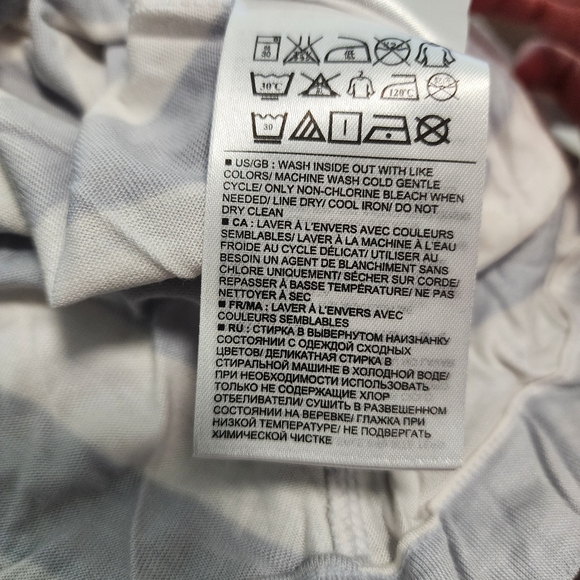 30°C 120°C
30
■ US/GB : WASH INSIDE OUT WITH LIKE
COLORS/ MACHINE WASH COLD GENTLE
CYCLE/ ONLY NON-CHLORINE BLEACH WHEN
NEEDED/ LINE DRY/ COOL IRON/ DO NOT
DRY CLEAN
■ CA : LAVER À L'ENVERS AVEC COULEURS
SEMBLABLES/ LAVER À LA MACHINE À L'EAU
FROIDE AU CYCLE DÉLICAT/ UTILISER AU
BESOIN UN AGENT DE BLANCHIMENT SANS
CHLORE UNIQUEMENT/ SÉCHER SUR CORDE/
REPASSER À BASSE TEMPÉRATURE/ NE PAS
NETTOYER À SEC
■ FR/MA : LAVER À L'ENVERS AVEC
COULEURS SEMBLABLES
■ RU : СТИРКА В ВЫВЕРНУТОМ НАИЗНАНКУ
СОСТОЯНИИ С ОДЕЖДОЙ СХОДНЫХ
ЦВЕТОВ/ ДЕЛИКАТНАЯ СТИРКА В
СТИРАЛЬНОЙ МАШИНЕ В ХОЛОДНОЙ ВОДЕ/
ПРИ НЕОБХОДИМОСТИ ИСПОЛЬЗОВАТЬ
ТОЛЬКО НЕ СОДЕРЖАЩИЕ ХЛОР
ОТБЕЛИВАТЕЛИ/ СУШИТЬ В РАЗВЕШЕННОМ
СОСТОЯНИИ НА ВЕРЕВКЕ/ ГЛАЖКА ПРИ
НИЗКОЙ ТЕМПЕРАТУРЕ/ НЕ ПОДВЕРГАТЬ
ХИМИЧЕСКОЙ ЧИСТКЕ